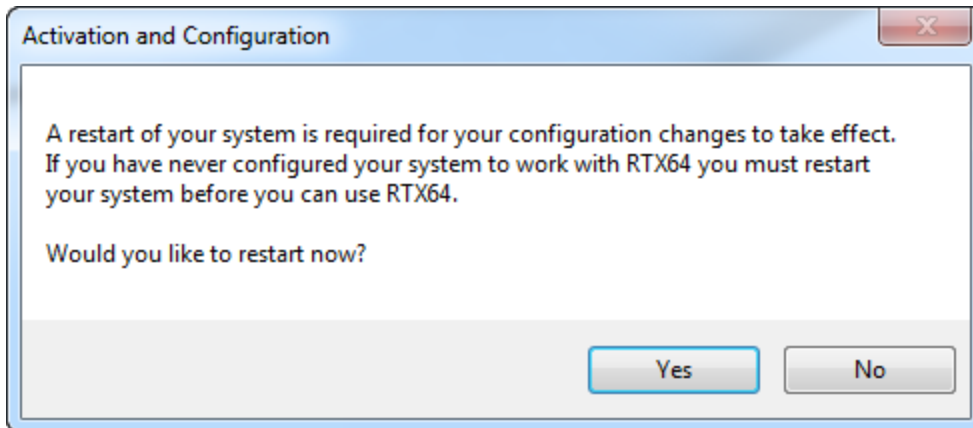 Activation and Configuration
A restart of your system is required for your configuration changes to take effect.
If you have never configured your system to work with RTX64 you must restart
your system before you can use RTX64.
Would you like to restart now?
Yes
No